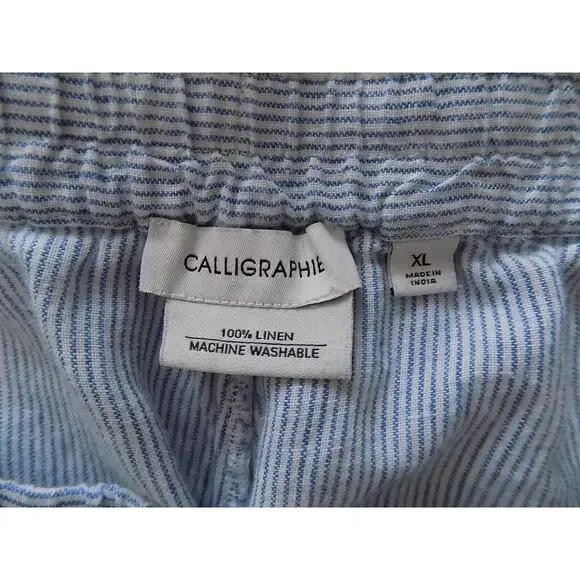 CALLIGRAPHIE
100% LINEN
MACHINE WASHABLE
XL
MADE IN
INDIA